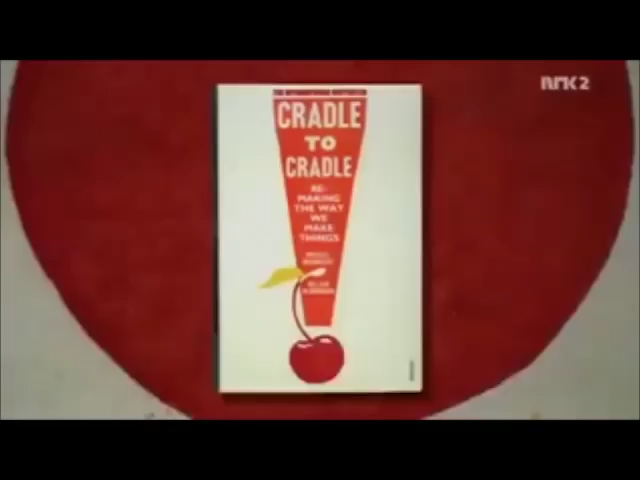 NRK2
CRADLE
TO
CRADLE
RE-
MAKING
THE WAY
WE
MAKE
THINGS